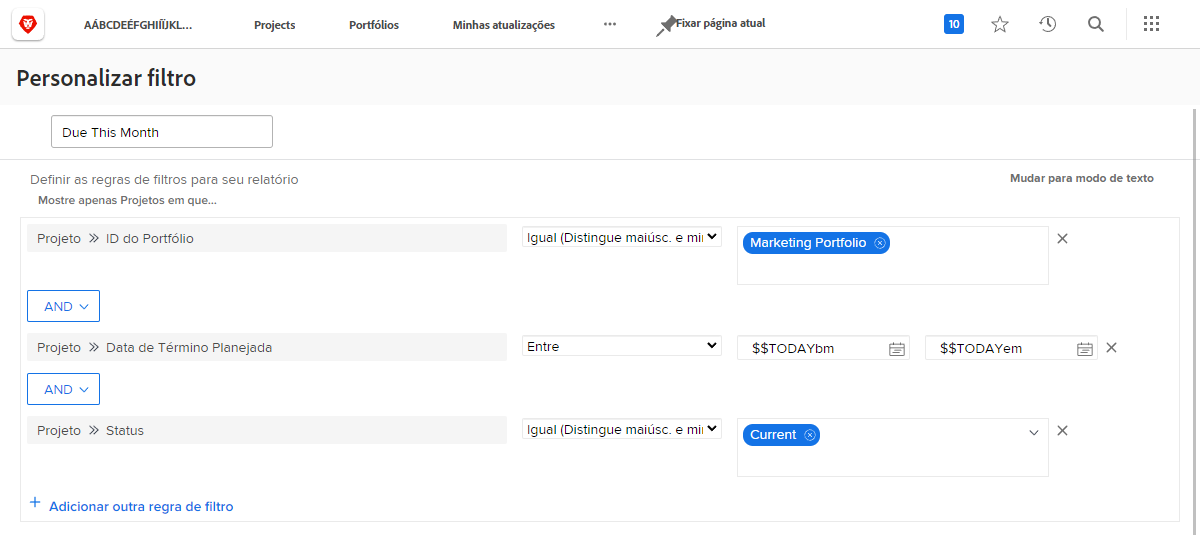 AÁBCDEÉFGHIÍÏJKL... Projects Portfólios Minhas atualizações ··· Fixar página atual 10
Personalizar filtro
Due This Month
Definir as regras de filtros para seu relatório Mudar para modo de texto
Mostre apenas Projetos em que...
Projeto » ID do Portfólio Igual (Distingue maiúsc. e mi Marketing Portfolio
AND
Projeto » Data de Término Planejada Entre $$TODAYbm $$TODAYem
AND
Projeto » Status Igual (Distingue maiúsc. e mi Current
+ Adicionar outra regra de filtro